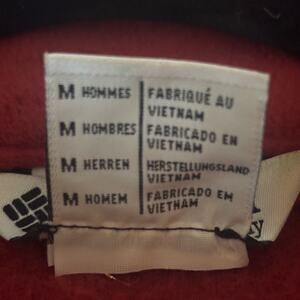 M HOMMES
FABRIQUÉ AU
VIETNAM
M HOMBRES
FABRICADO EN
VIETNAM
M HERREN
HERSTELLUNGSLAND
VIETNAM
M HOMEM
FABRICADO EM
VIETNAM